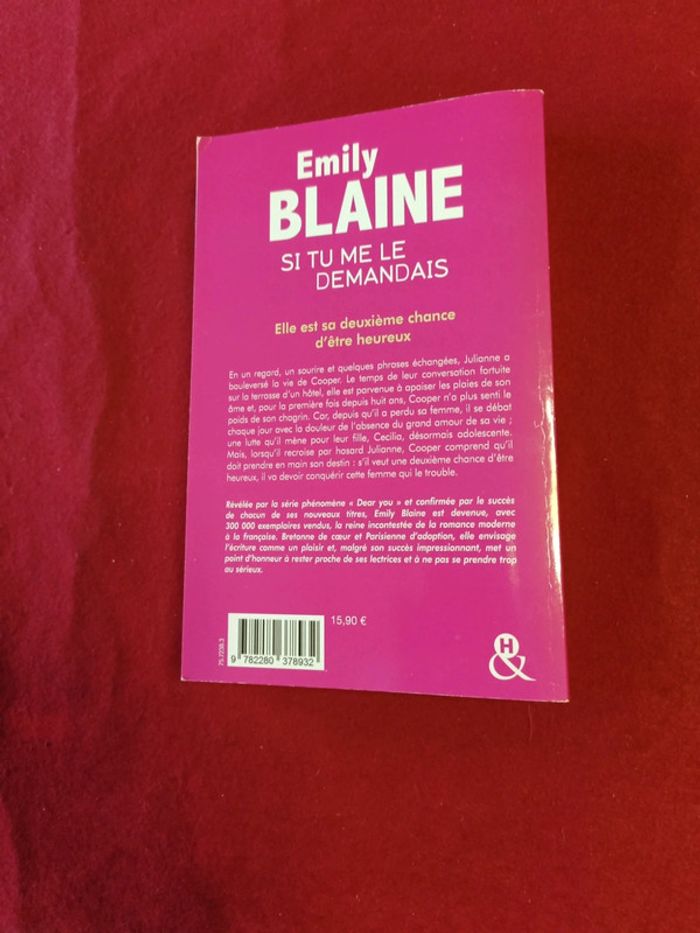 Emily
BLAINE
SI TU ME LE
DEMANDAIS
Elle est sa deuxième chance
d'être heureux
En un regard, un sourire et quelques phrases échangées, Julianne a
bouleversé la vie de Cooper. Le temps de leur conversation fortuite
sur la terrasse d'un hôtel, elle est parvenue à apaiser les plaies de son
âme et, pour la première fois depuis huit ans, Cooper n'a plus senti le
poids de son chagrin. Car, depuis qu'il a perdu sa femme, il se débat
chaque jour avec la douleur de l'absence du grand amour de sa vie ;
une lutte qu'il mène pour leur fille, Cecilia, désormais adolescente.
Mais, lorsqu'il recroise par hasard Julianne, Cooper comprend qu'il
doit prendre en main son destin : s'il veut une deuxième chance d'être
heureux, il va devoir conquérir cette femme qui le trouble.
Révélée par la série phénomène « Dear you » et confirmée par le succès
de chacun de ses nouveaux titres, Emily Blaine est devenue, avec
300 000 exemplaires vendus, la reine incontestée de la romance moderne
à la française. Bretonne de cœur et Parisienne d'adoption, elle envisage
l'écriture comme un plaisir et, malgré son succès impressionnant, met un
point d'honneur à rester proche de ses lectrices et à ne pas se prendre trop
au sérieux.
15,90 €
75.7238.3
9 782280 378932
H
&